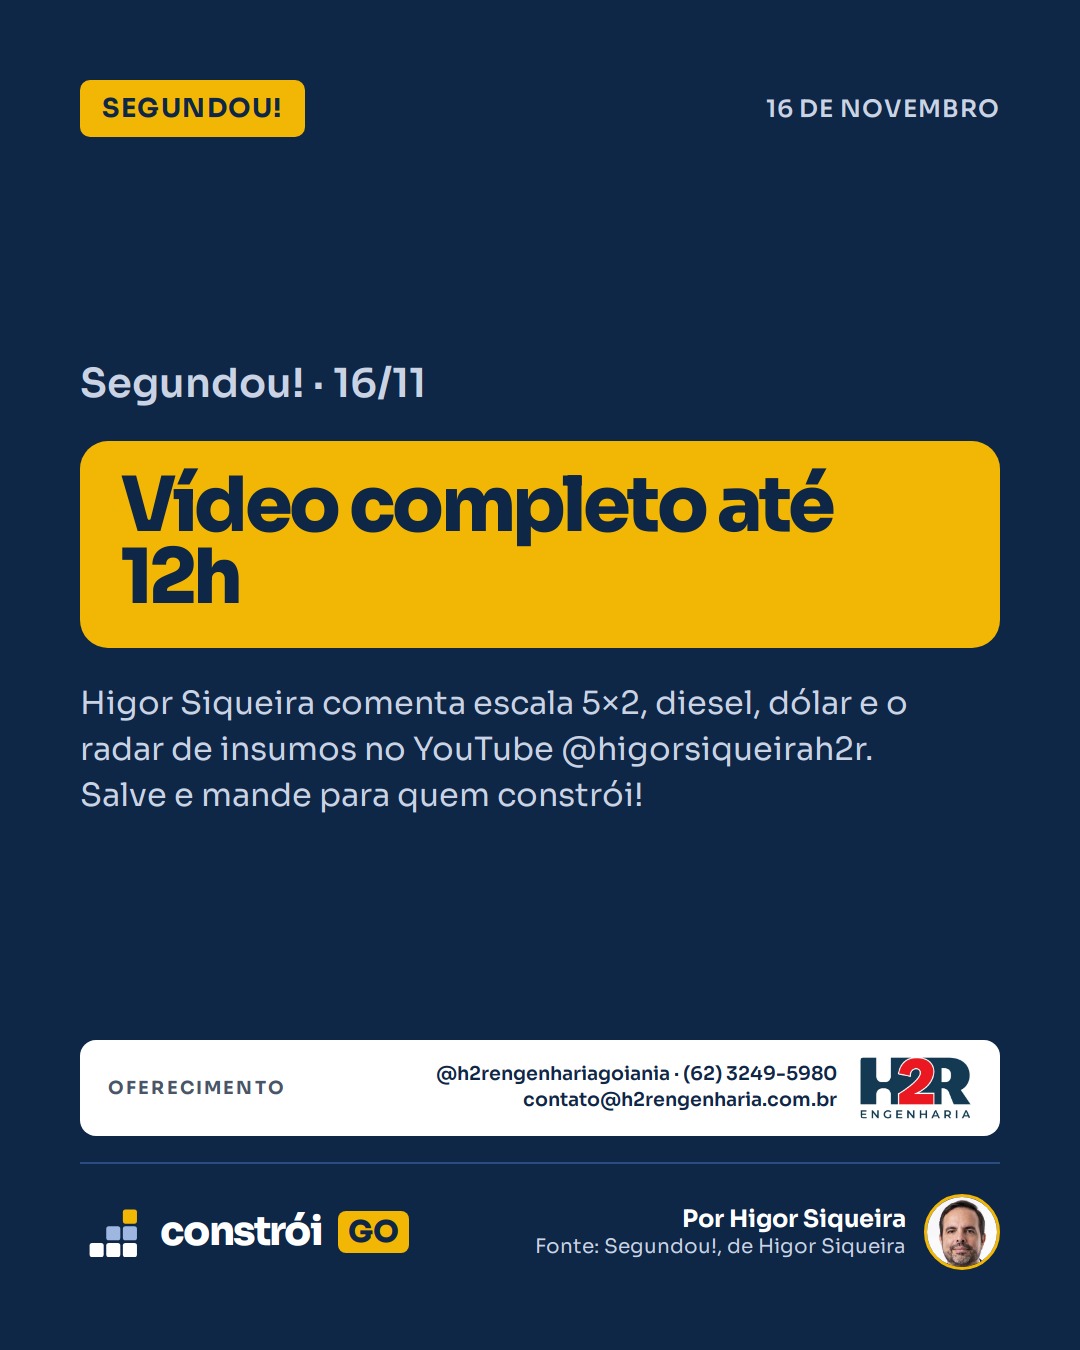 SEGUNDOU!
16 DE NOVEMBRO
Segundou! · 16/11
Vídeo completo até
12h
Higor Siqueira comenta escala 5×2, diesel, dólar e o
radar de insumos no YouTube @higorsiqueirah2r.
Salve e mande para quem constrói!
OFERECIMENTO
@h2rengenhariagoiania · (62) 3249-5980
contato@h2rengenharia.com.br
H2R
ENGENHARIA
constrói GO
Por Higor Siqueira
Fonte: Segundou!, de Higor Siqueira